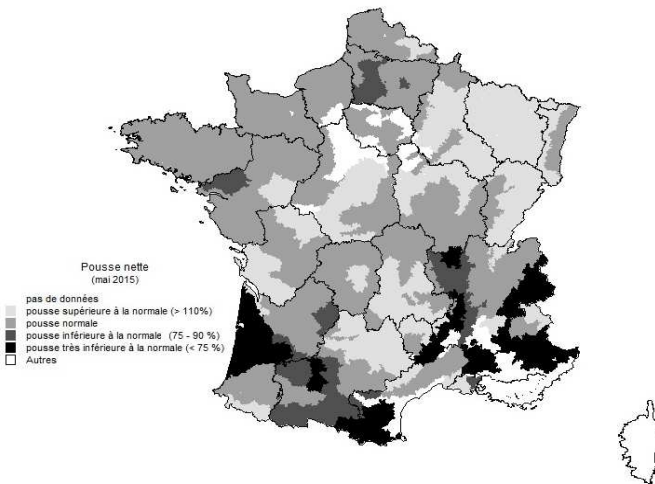 Pousse nette
(mai 2015)
pas de données
pousse supérieure à la normale (> 110%)
pousse normale
pousse inférieure à la normale (75 - 90 %)
pousse très inférieure à la normale (< 75 %)
Autres